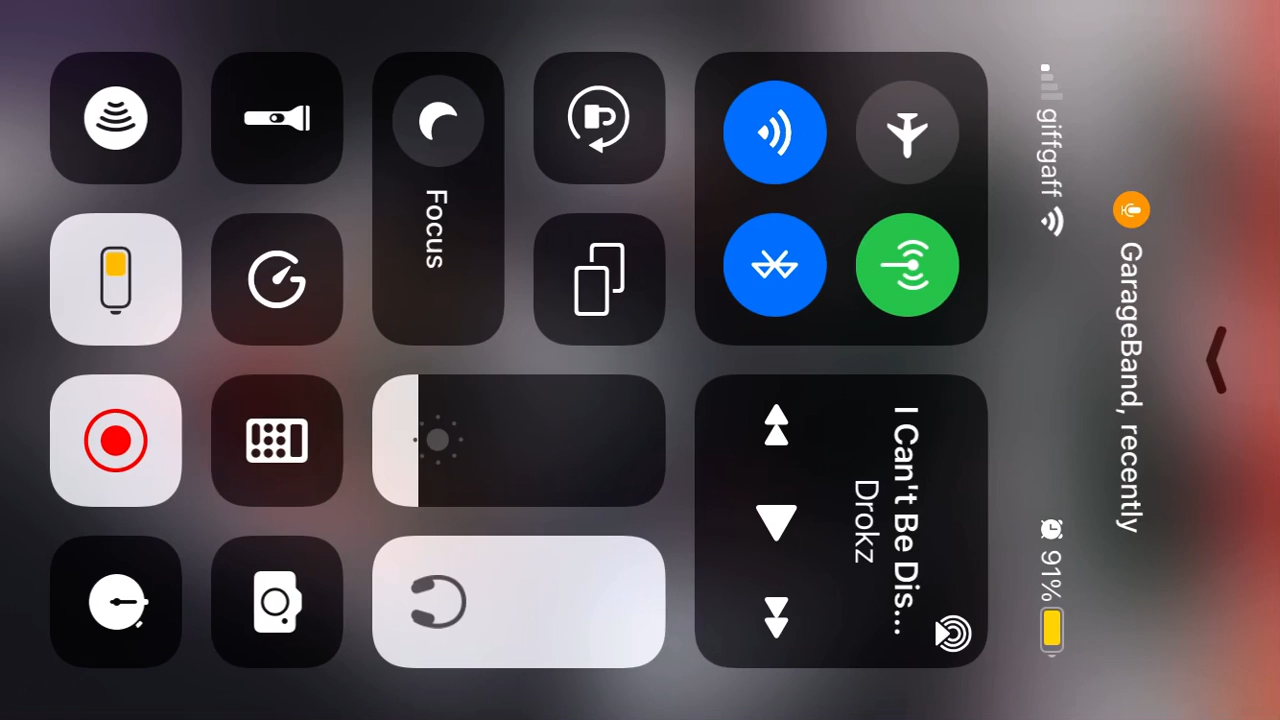 GarageBand, recently
giffgaff
91%
I Can't Be Dis...
Drokz
Focus